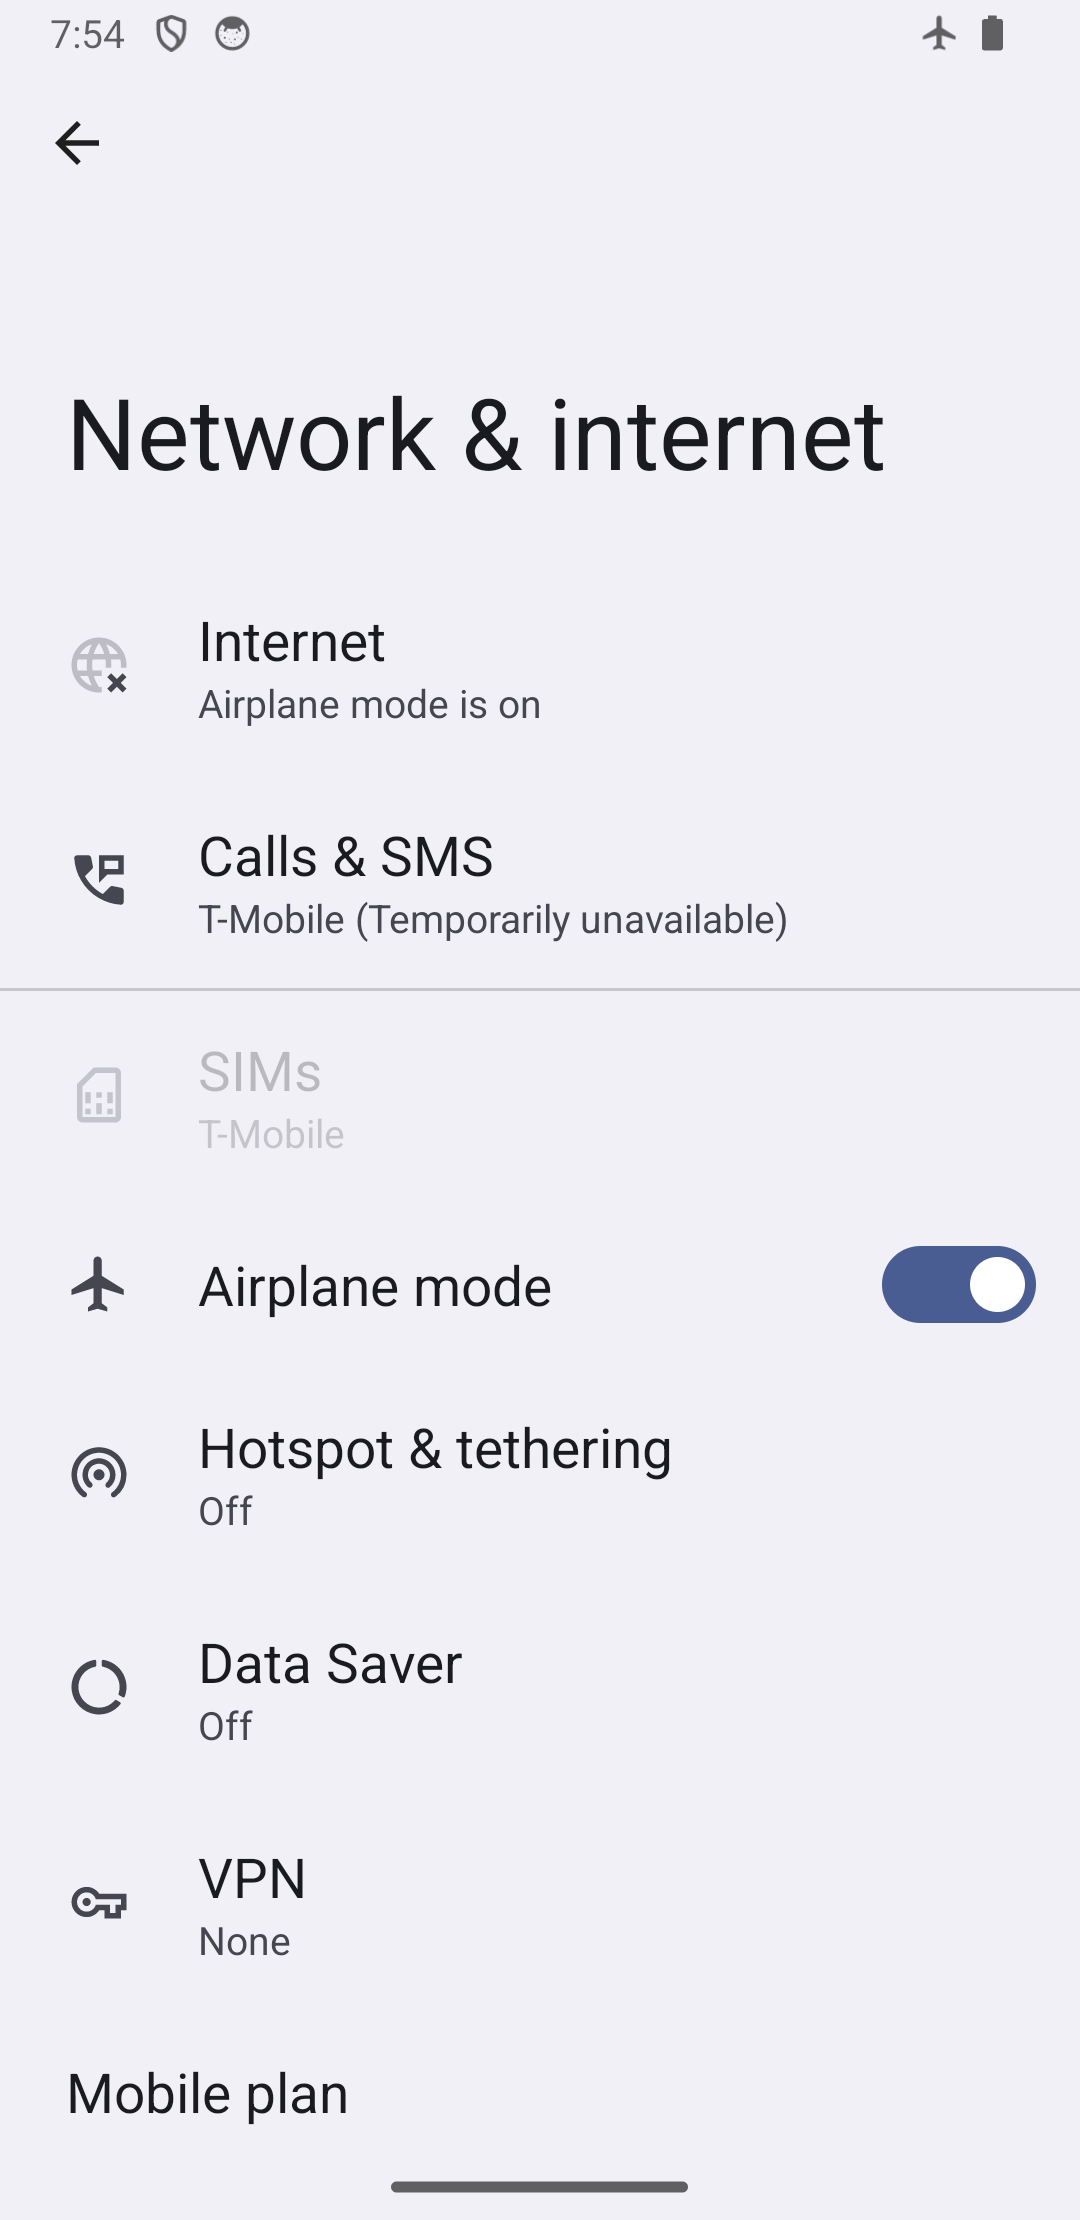 7:54
Network & internet
Internet
Airplane mode is on
Calls & SMS
T-Mobile (Temporarily unavailable)
SIMs
T-Mobile
Airplane mode
Hotspot & tethering
Off
Data Saver
Off
VPN
None
Mobile plan